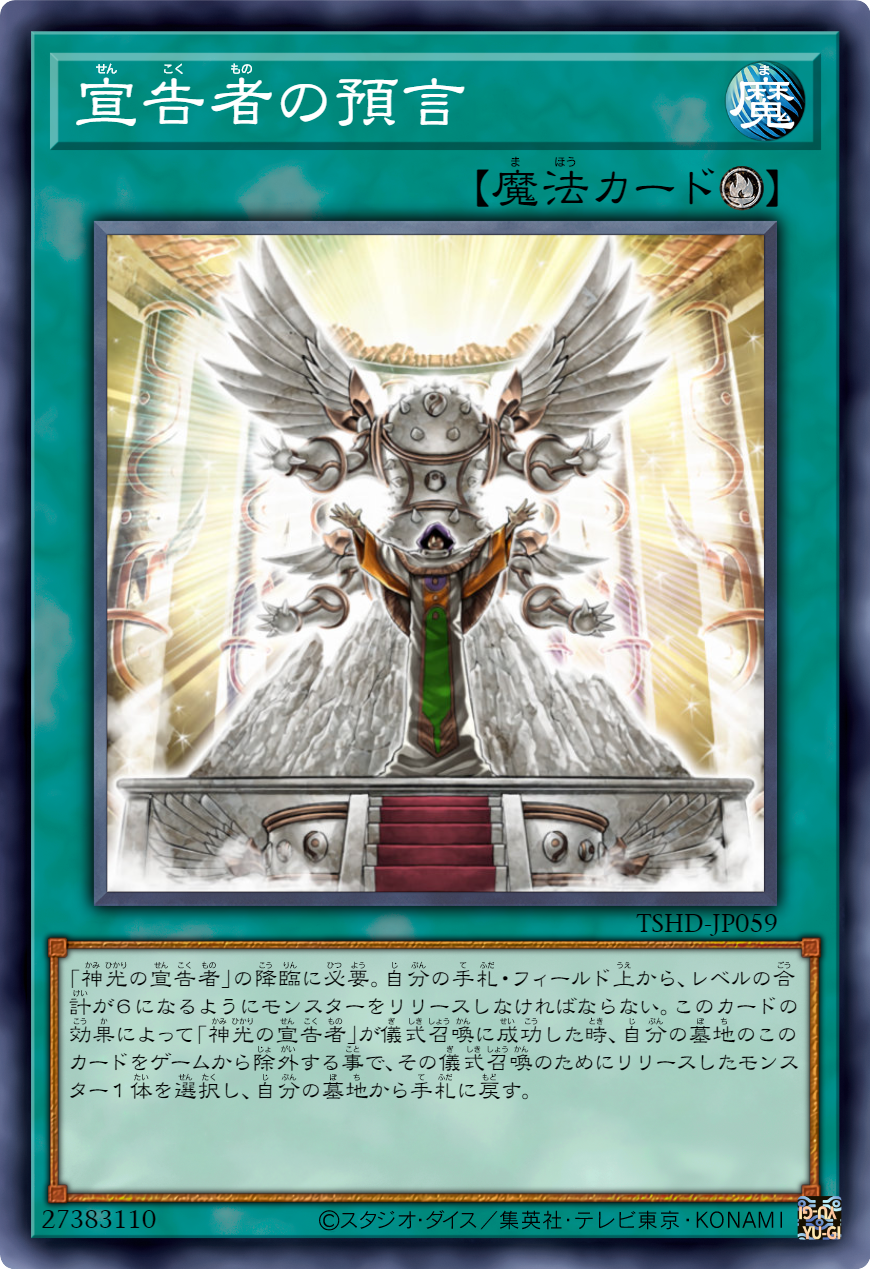 宣告者の預言
魔
【魔法カード】
TSHD-JP059
「神光の宣告者」の降臨に必要。自分の手札・フィールド上から、レベルの合
計が6になるようにモンスターをリリースしなければならない。このカードの
効果によって「神光の宣告者」が儀式召喚に成功した時、自分の墓地のこの
カードをゲームから除外する事で、その儀式召喚のためにリリースしたモンス
ター1体を選択し、自分の墓地から手札に戻す。
27383110
©スタジオ・ダイス／集英社・テレビ東京・KONAMI